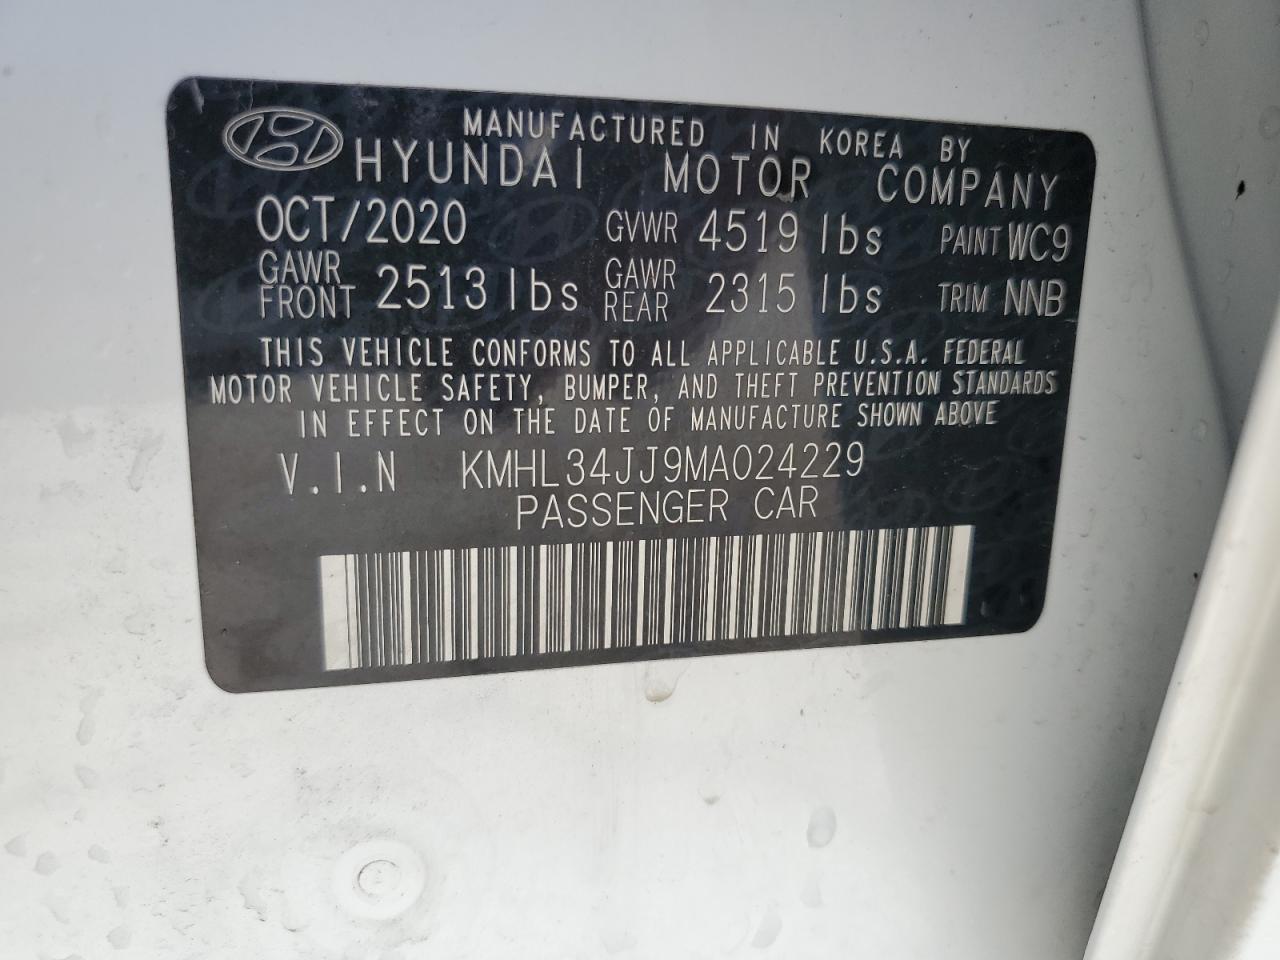 MANUFACTURED IN KOREA BY
HYUNDAI MOTOR COMPANY
OCT/2020 GVWR 4519 lbs PAINT WC9
GAWR FRONT 2513 lbs GAWR REAR 2315 lbs TRIM NNB
THIS VEHICLE CONFORMS TO ALL APPLICABLE U.S.A. FEDERAL
MOTOR VEHICLE SAFETY, BUMPER, AND THEFT PREVENTION STANDARDS
IN EFFECT ON THE DATE OF MANUFACTURE SHOWN ABOVE
V.I.N KMHL34JJ9MA024229
PASSENGER CAR